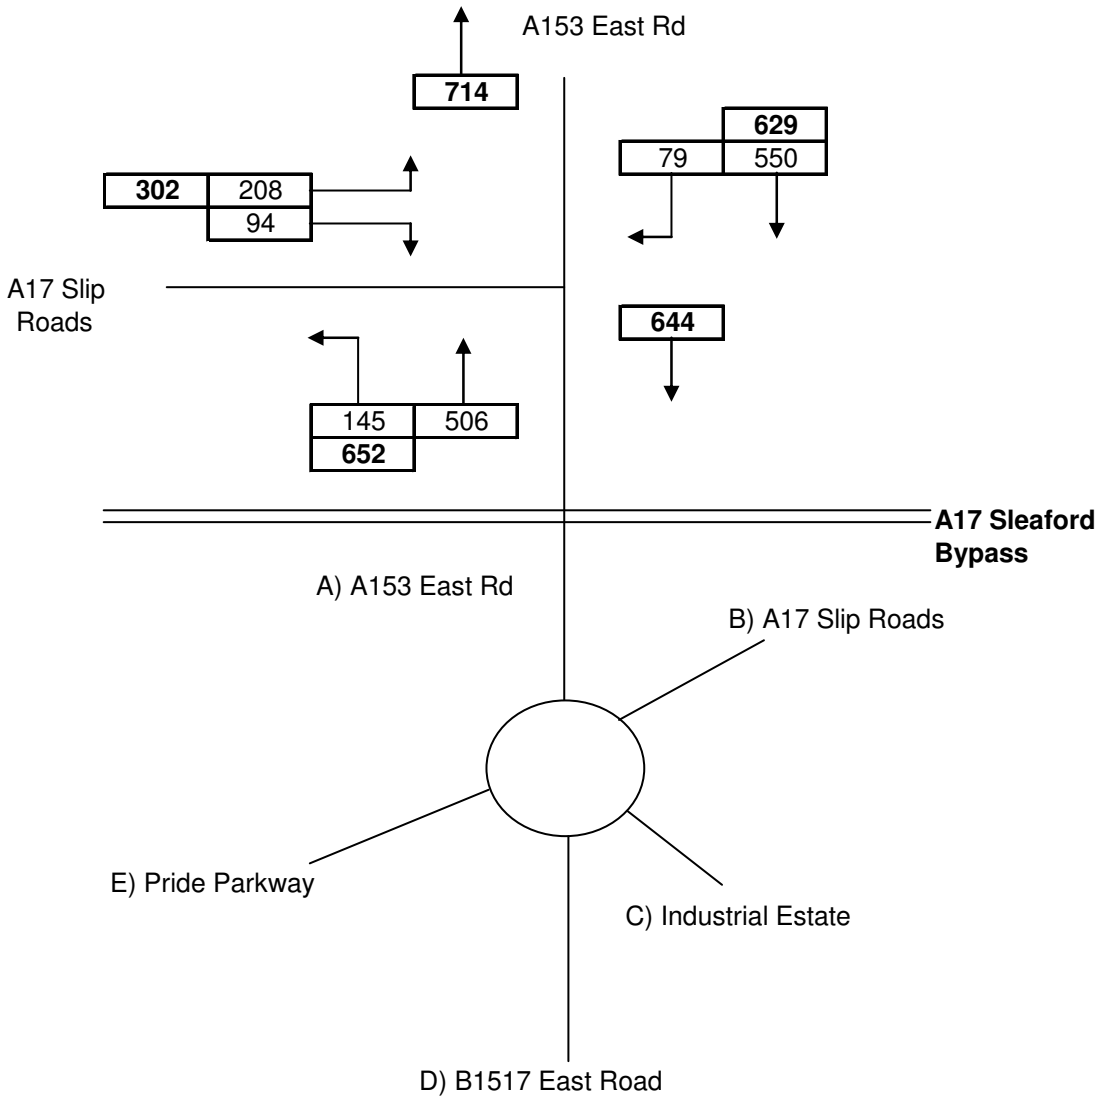 A153 East Rd
714
629
79 550
302 208
94
A17 Slip
Roads
644
145 506
652
A17 Sleaford
Bypass
A) A153 East Rd
B) A17 Slip Roads
E) Pride Parkway
C) Industrial Estate
D) B1517 East Road